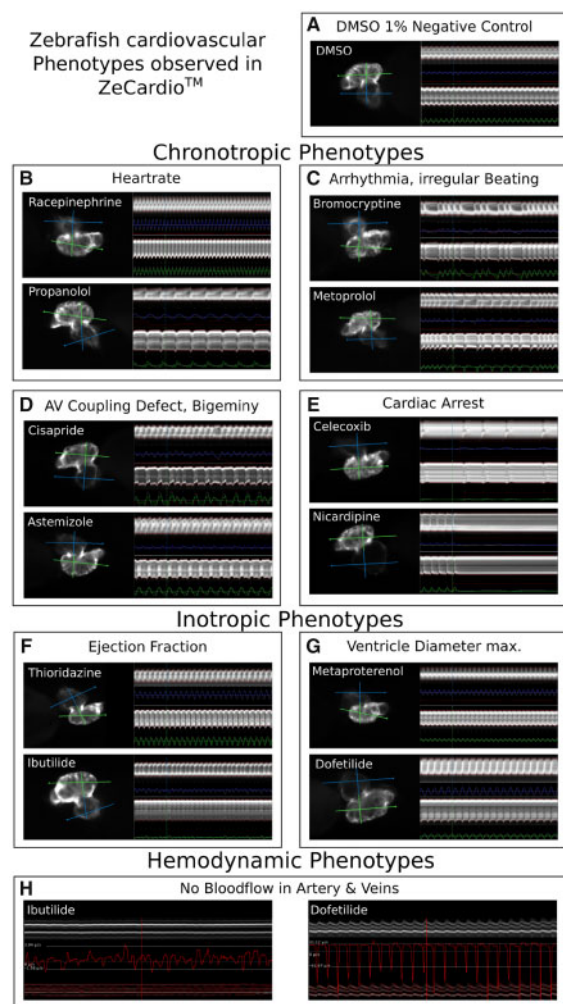 Zebrafish cardiovascular
Phenotypes observed in
ZeCardio™
A DMSO 1% Negative Control
DMSO
Chronotropic Phenotypes
B Heartrate
Racepinephrine
Propanolol
C Arrhythmia, irregular Beating
Bromocryptine
Metoprolol
D AV Coupling Defect, Bigeminy
Cisapride
Astemizole
E Cardiac Arrest
Celecoxib
Nicardipine
Inotropic Phenotypes
F Ejection Fraction
Thioridazine
Ibutilide
G Ventricle Diameter max.
Metaproterenol
Dofetilide
Hemodynamic Phenotypes
H No Bloodflow in Artery & Veins
Ibutilide
Dofetilide